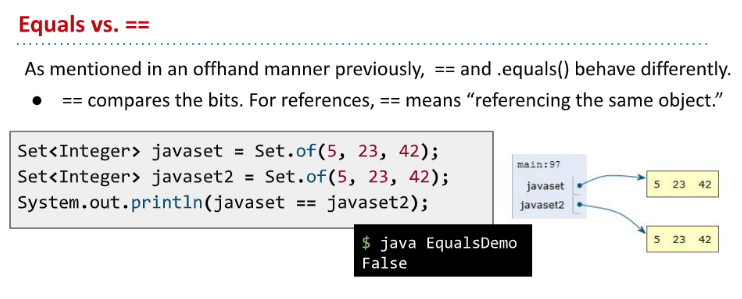 Equals vs. ==
As mentioned in an offhand manner previously, == and .equals() behave differently.
● == compares the bits. For references, == means “referencing the same object.”
Set<Integer> javaset = Set.of(5, 23, 42);
Set<Integer> javaset2 = Set.of(5, 23, 42);
System.out.println(javaset == javaset2);
$ java EqualsDemo
False
main:97
javaset
javaset2
5 23 42
5 23 42